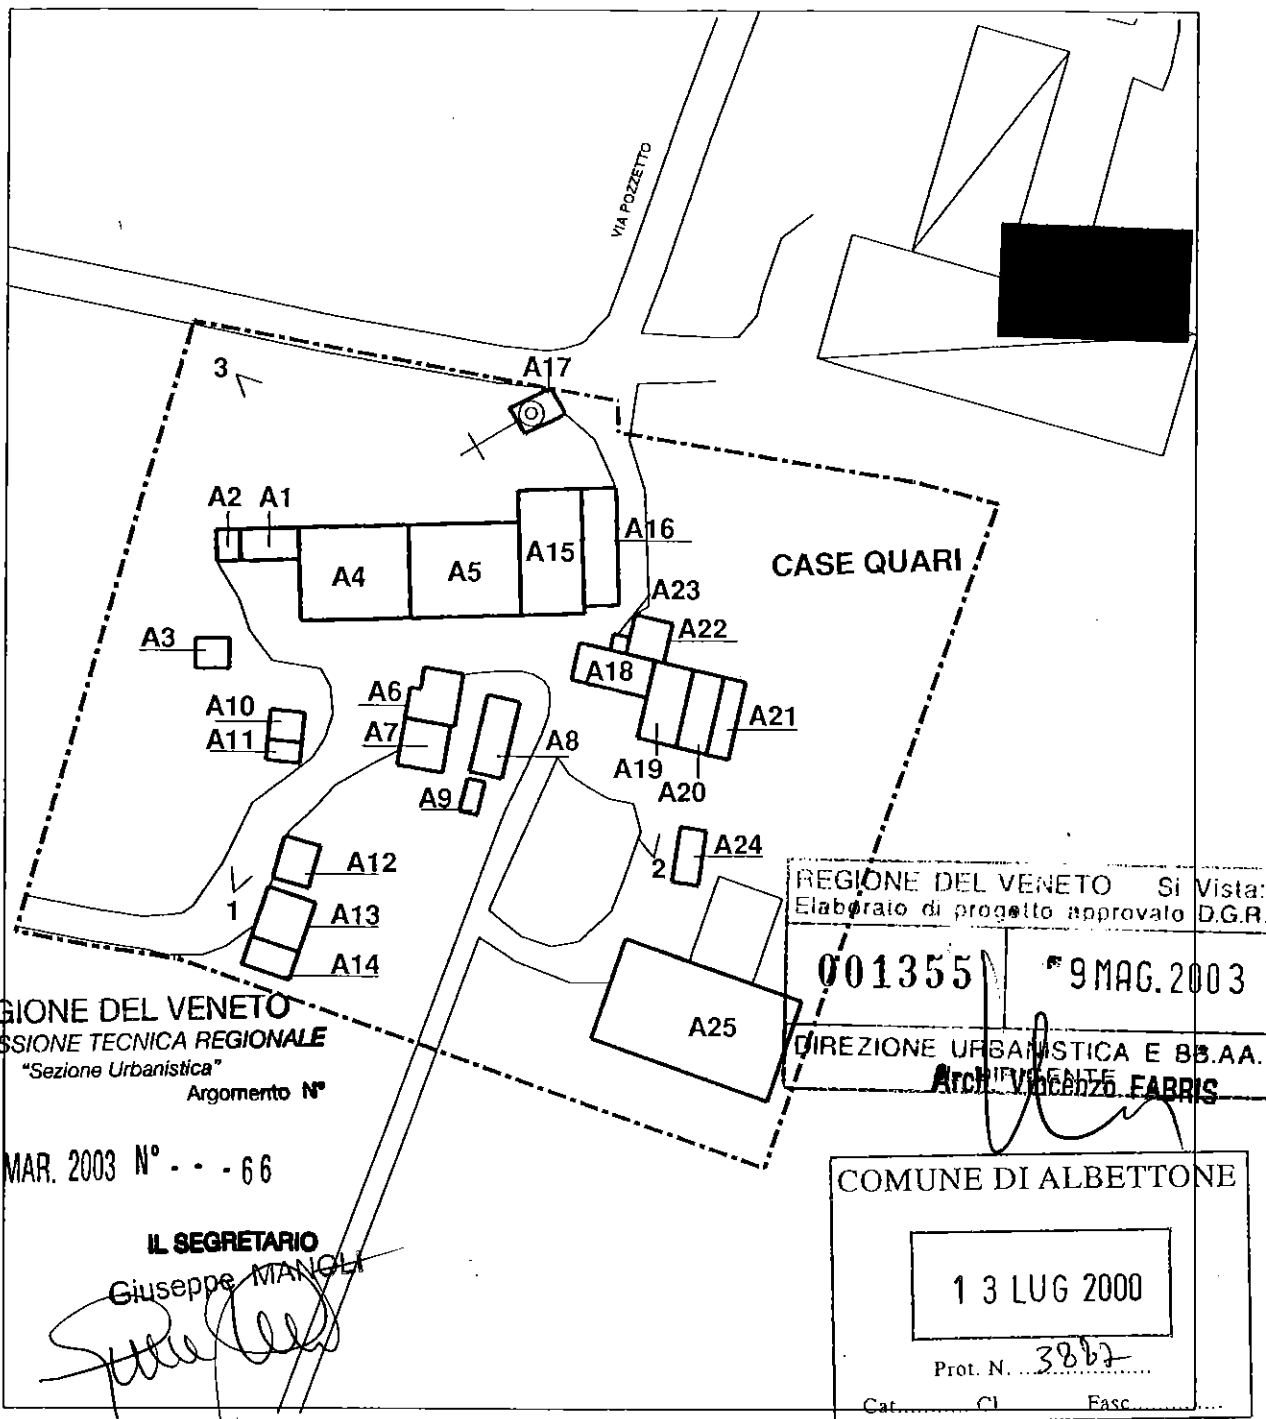 VIA POZZETTO
3
A17
A2 A1
A16
A15
A4
A5
CASE QUARI
A23
A3
A22
A18
A6
A10
A21
A7
A11
A8
A19
A20
A9
A24
A12
2
1
A13
A14
A25
REGIONE DEL VENETO Si Vista:
Elaborato di progetto approvato D.G.R.
001355 9 MAG. 2003
DIREZIONE URBANISTICA E BB.AA.
DIRIGENTE
Arch. Vincenzo FABRIS
GIONE DEL VENETO
SSIONE TECNICA REGIONALE
"Sezione Urbanistica"
Argomento N°
MAR. 2003 N° - - - 66
IL SEGRETARIO
Giuseppe MANOLI
COMUNE DI ALBETTONE
13 LUG 2000
Prot. N. ....................
Cat........... Cl Fasc............